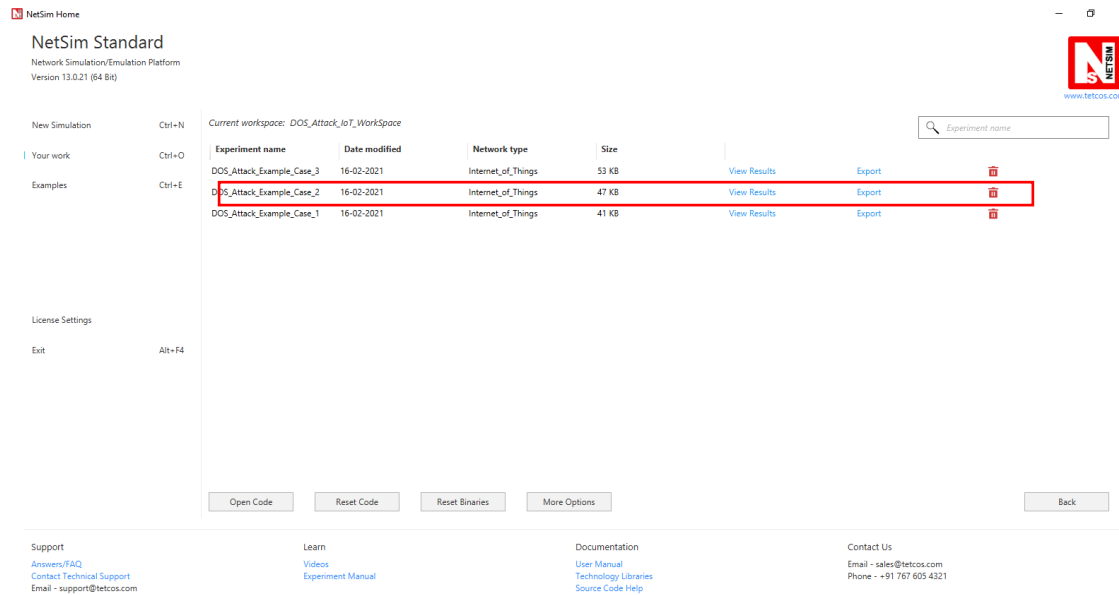 NetSim Home
NetSim Standard
Network Simulation/Emulation Platform
Version 13.0.21 (64 Bit)
NETSIM
www.tetcos.co
New Simulation Ctrl+N
Your work Ctrl+O
Examples Ctrl+E
License Settings
Exit Alt+F4
Current workspace: DOS_Attack_IoT_WorkSpace
Experiment name
Experiment name Date modified Network type Size
DOS_Attack_Example_Case_3 16-02-2021 Internet_of_Things 53 KB View Results Export
DOS_Attack_Example_Case_2 16-02-2021 Internet_of_Things 47 KB View Results Export
DOS_Attack_Example_Case_1 16-02-2021 Internet_of_Things 41 KB View Results Export
Open Code Reset Code Reset Binaries More Options Back
Support
Answers/FAQ
Contact Technical Support
Email - support@tetcos.com
Learn
Videos
Experiment Manual
Documentation
User Manual
Technology Libraries
Source Code Help
Contact Us
Email - sales@tetcos.com
Phone - +91 767 605 4321